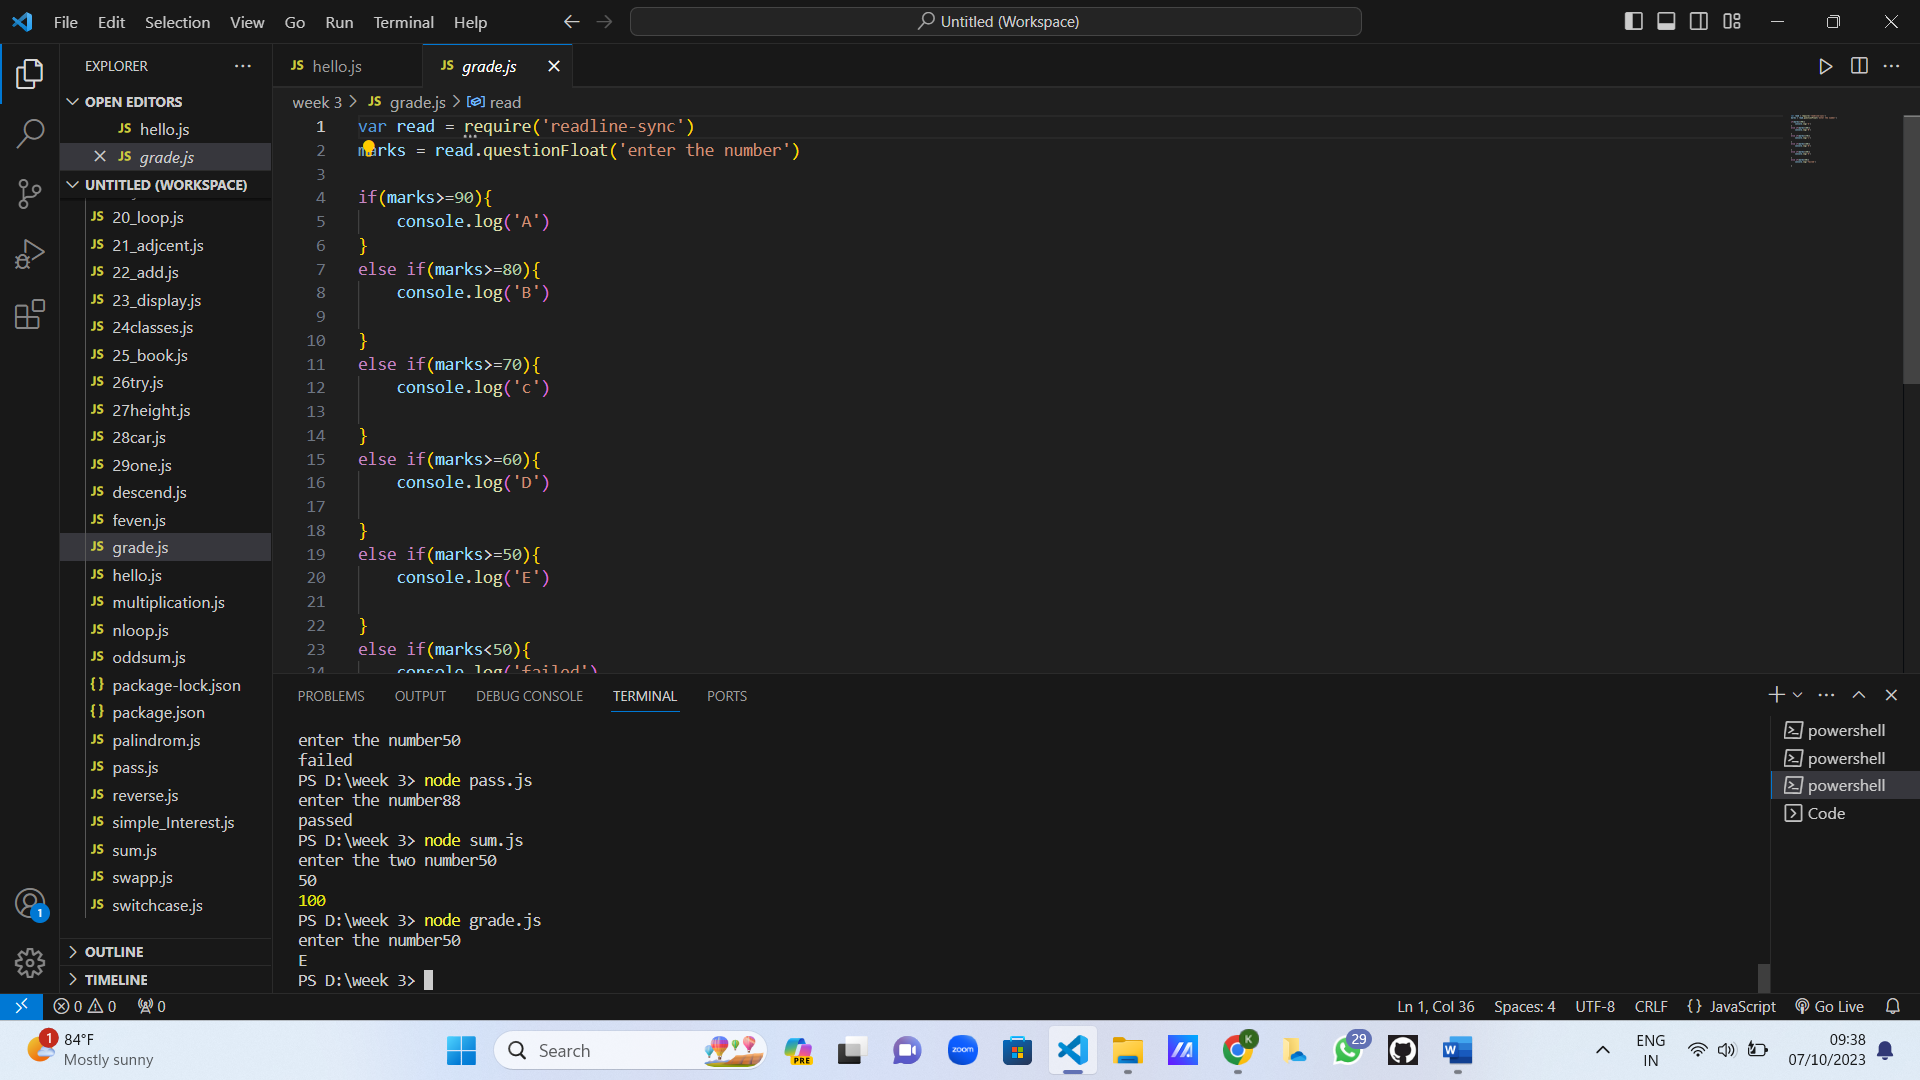 File Edit Selection View Go Run Terminal Help
Untitled (Workspace)
EXPLORER
OPEN EDITORS
JS hello.js
JS grade.js
UNTITLED (WORKSPACE)
JS 20_loop.js
JS 21_adjcent.js
JS 22_add.js
JS 23_display.js
JS 24classes.js
JS 25_book.js
JS 26try.js
JS 27height.js
JS 28car.js
JS 29one.js
JS descend.js
JS feven.js
JS grade.js
JS hello.js
JS multiplication.js
JS nloop.js
JS oddsum.js
{} package-lock.json
{} package.json
JS palindrom.js
JS pass.js
JS reverse.js
JS simple_Interest.js
JS sum.js
JS swapp.js
JS switchcase.js
OUTLINE
TIMELINE
1
JS hello.js
JS grade.js
week 3 > JS grade.js > read
1 var read = require('readline-sync')
2 marks = read.questionFloat('enter the number')
3
4 if(marks>=90){
5 console.log('A')
6 }
7 else if(marks>=80){
8 console.log('B')
9
10 }
11 else if(marks>=70){
12 console.log('c')
13
14 }
15 else if(marks>=60){
16 console.log('D')
17
18 }
19 else if(marks>=50){
20 console.log('E')
21
22 }
23 else if(marks<50){
24 console.log('failed')
PROBLEMS OUTPUT DEBUG CONSOLE TERMINAL PORTS
enter the number50
failed
PS D:\week 3> node pass.js
enter the number88
passed
PS D:\week 3> node sum.js
enter the two number50
50
100
PS D:\week 3> node grade.js
enter the number50
E
PS D:\week 3>
powershell
powershell
powershell
Code
0 0 0
Ln 1, Col 36 Spaces: 4 UTF-8 CRLF {} JavaScript Go Live
1
84°F
Mostly sunny
Search
PRE
zoom
K
29
W
ENG
IN
09:38
07/10/2023